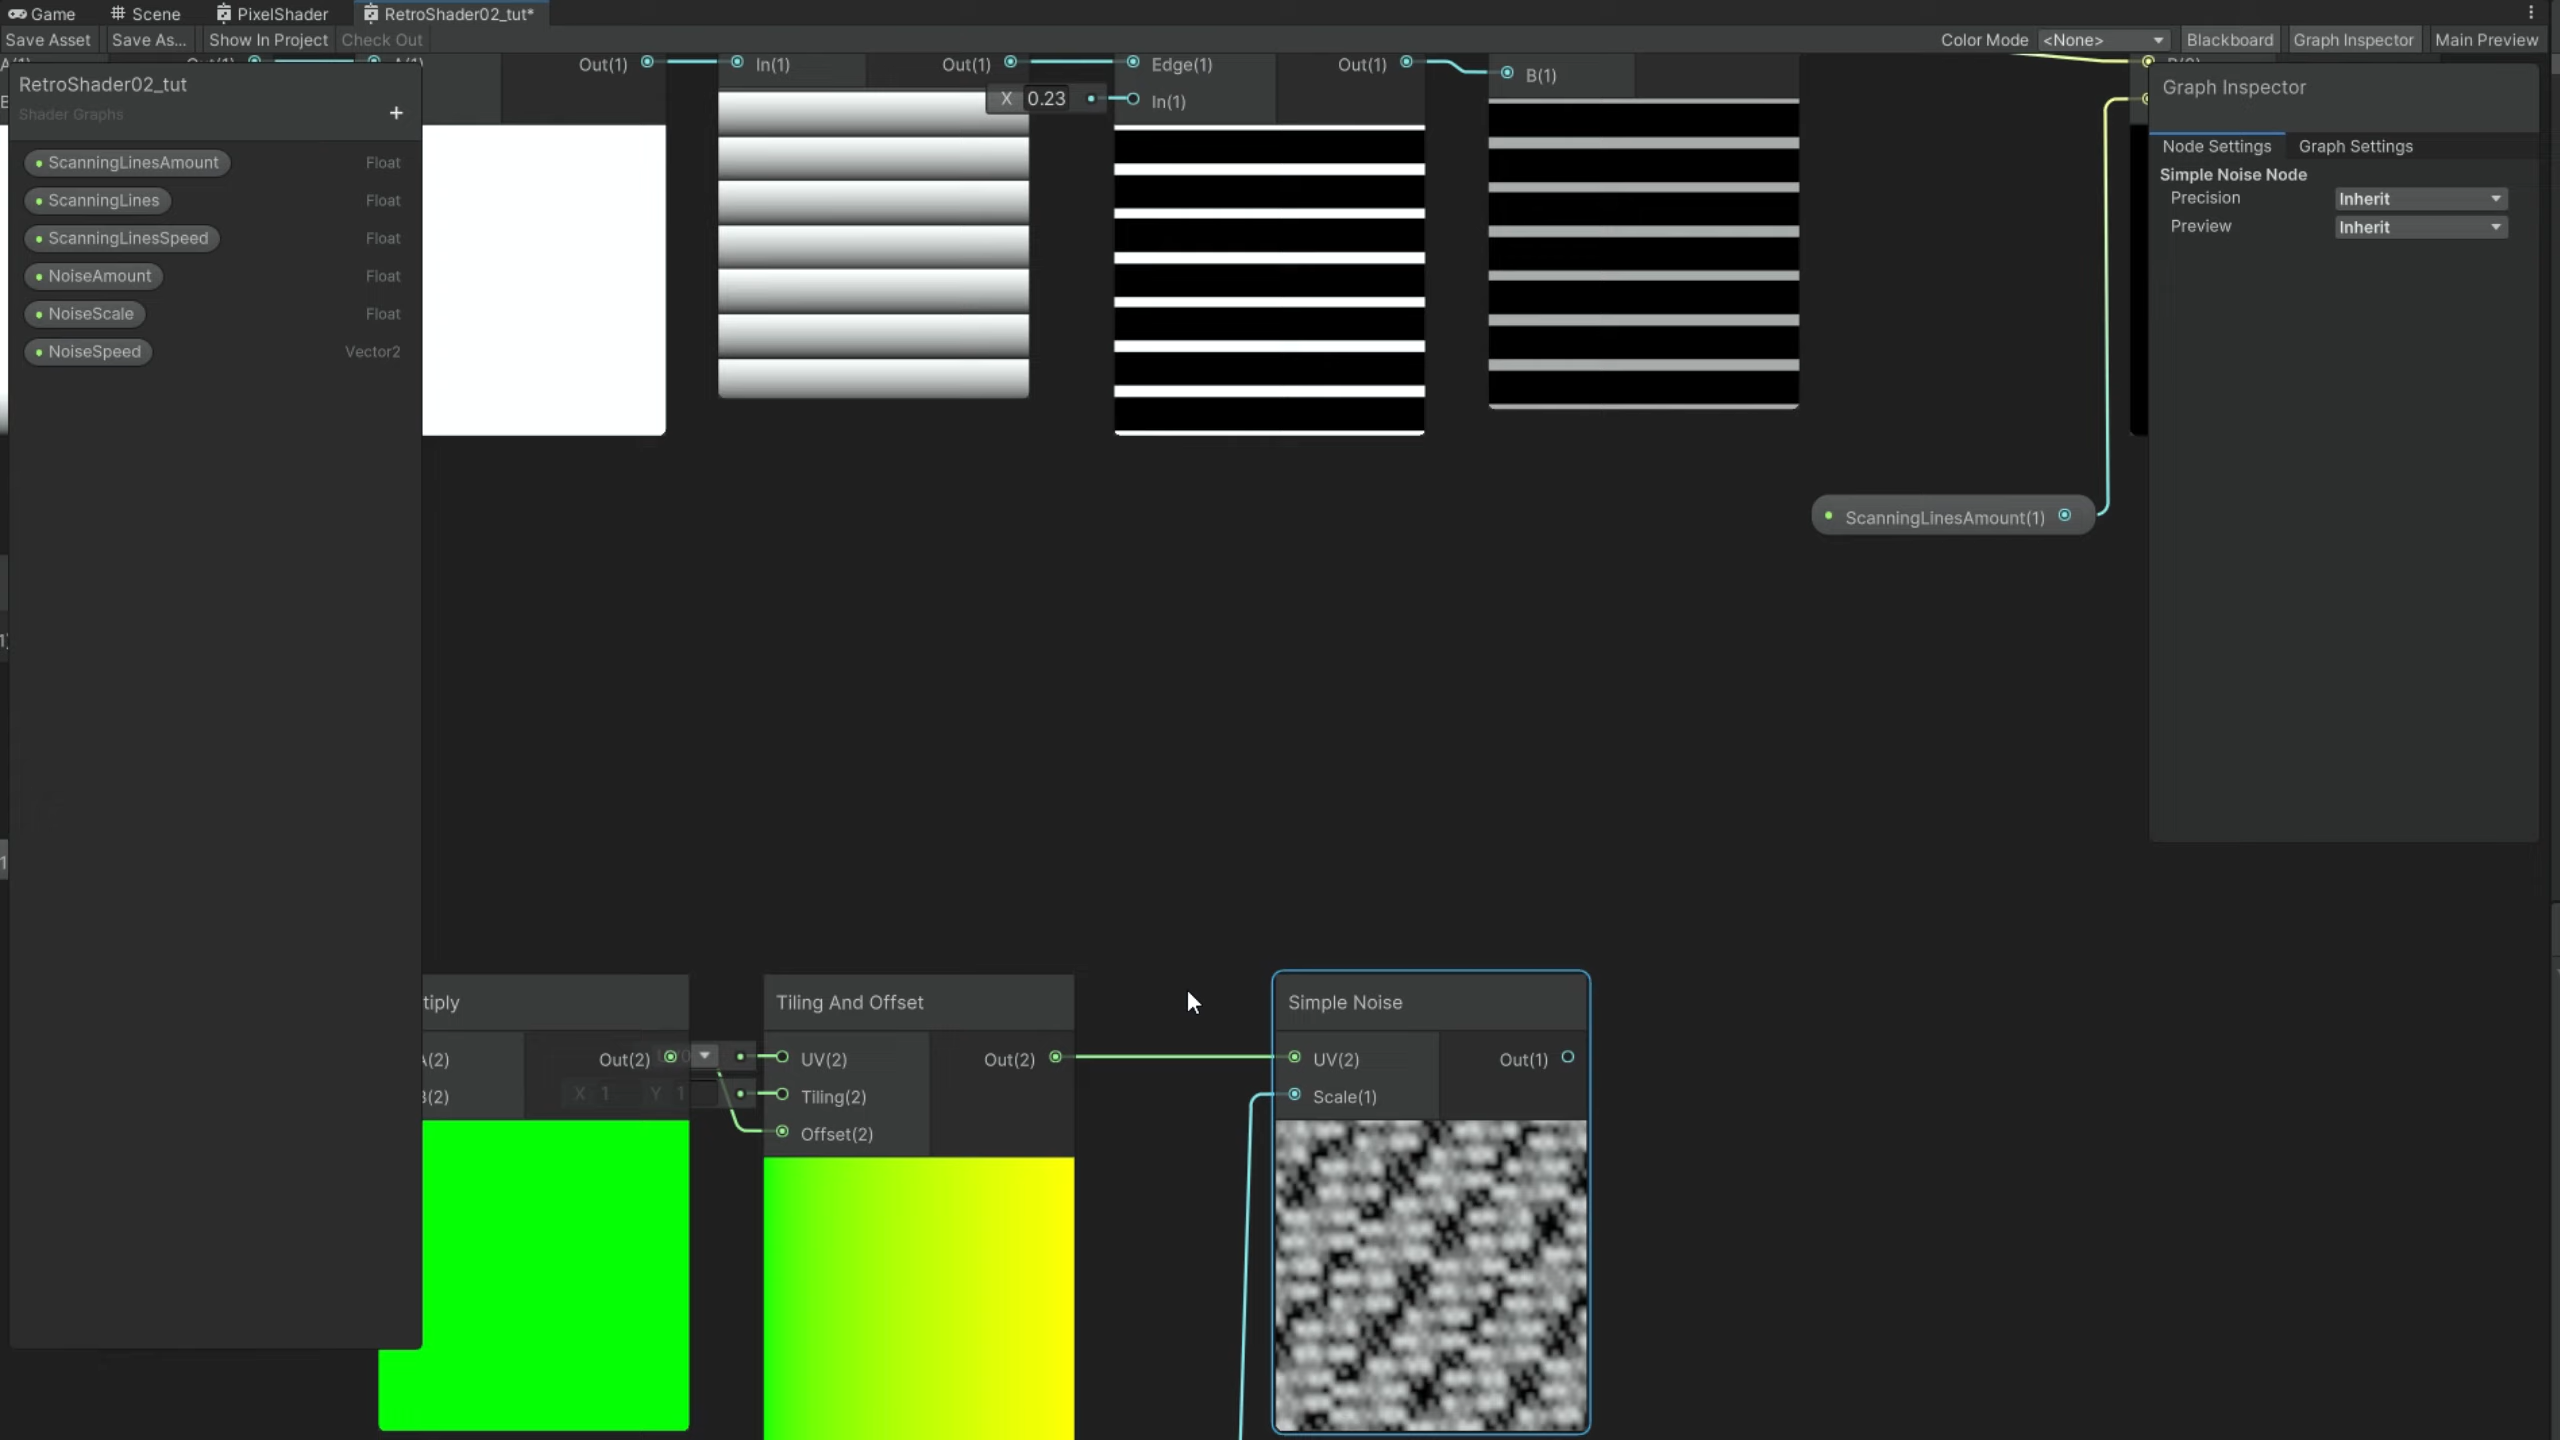 Game Scene PixelShader RetroShader02_tut*
Save Asset Save As... Show In Project Check Out Color Mode <None> Blackboard Graph Inspector Main Preview
RetroShader02_tut
Shader Graphs
+
ScanningLinesAmount Float
ScanningLines Float
ScanningLinesSpeed Float
NoiseAmount Float
NoiseScale Float
NoiseSpeed Vector2
Out(1)
In(1) Out(1)
X 0.23
Edge(1) Out(1)
In(1)
B(1)
ScanningLinesAmount(1)
Graph Inspector
Node Settings Graph Settings
Simple Noise Node
Precision Inherit
Preview Inherit
tiply
A(2) Out(2)
B(2)
X 1 Y 1
Tiling And Offset
UV(2) Out(2)
Tiling(2)
Offset(2)
Simple Noise
UV(2) Out(1)
Scale(1)